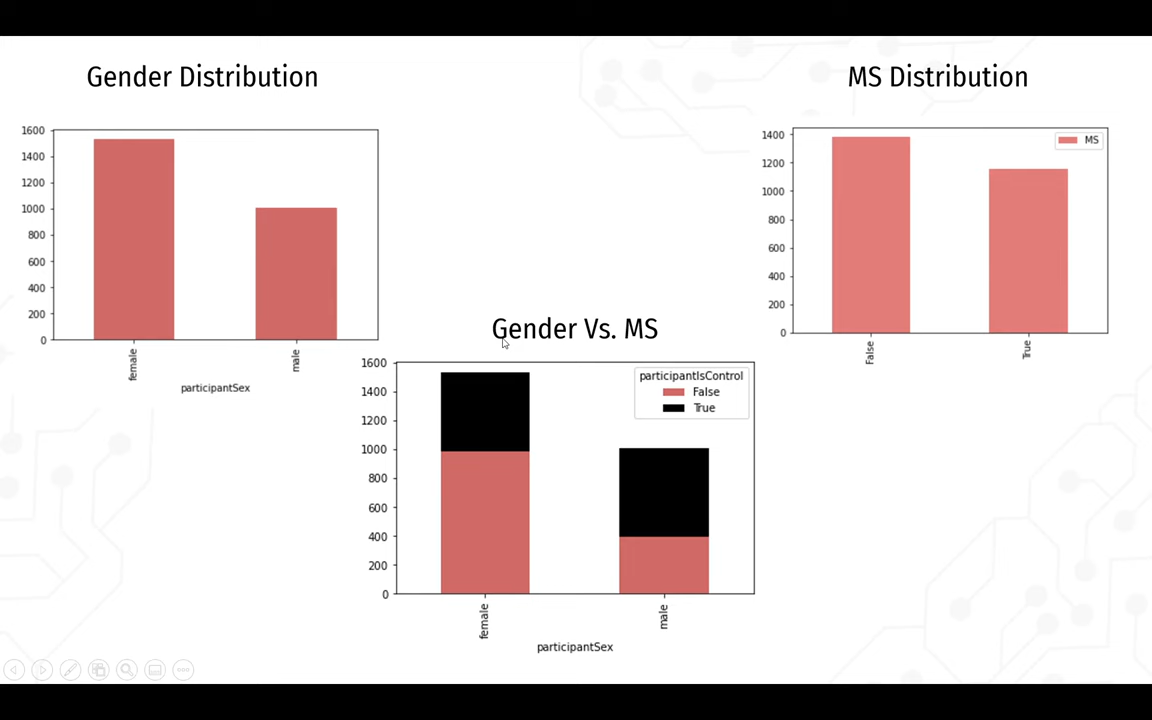 Gender Distribution
1600
1400
1200
1000
800
600
400
200
0
female
male
participantSex
MS Distribution
1400
1200
1000
800
600
400
200
0
MS
False
True
Gender Vs. MS
1600
1400
1200
1000
800
600
400
200
0
participantIsControl
False
True
female
male
participantSex